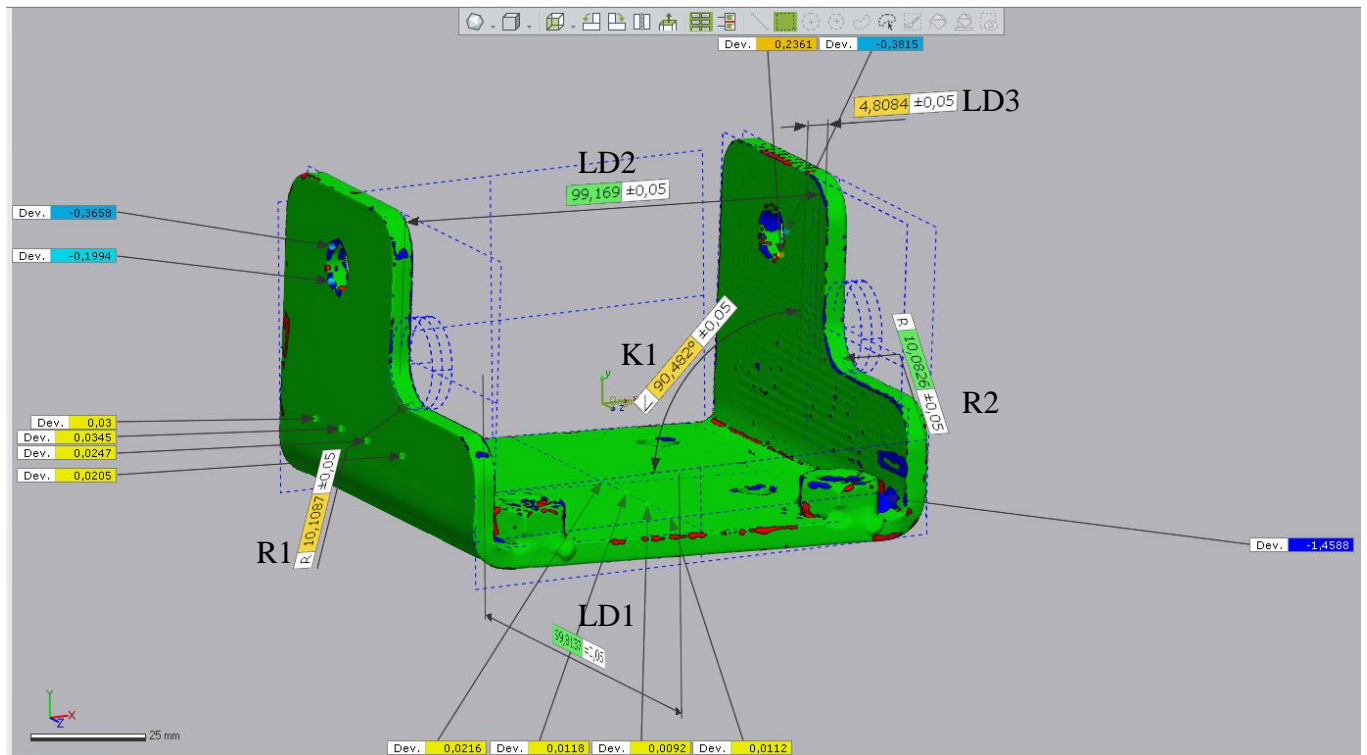 Dev. 0,2361
Dev. -0,3815
4,8084 ±0,05 LD3
LD2
99,169 ±0,05
Dev. -0,3658
Dev. -0,1994
K1
90,482° ±0,05
R 10,0826 ±0,05
R2
Dev. 0,03
Dev. 0,0345
Dev. 0,0247
Dev. 0,0205
R 10,1087 ±0,05
R1
Dev. -1,4588
LD1
±0,05
Y
X
Z
25 mm
Dev. 0,0216
Dev. 0,0118
Dev. 0,0092
Dev. 0,0112